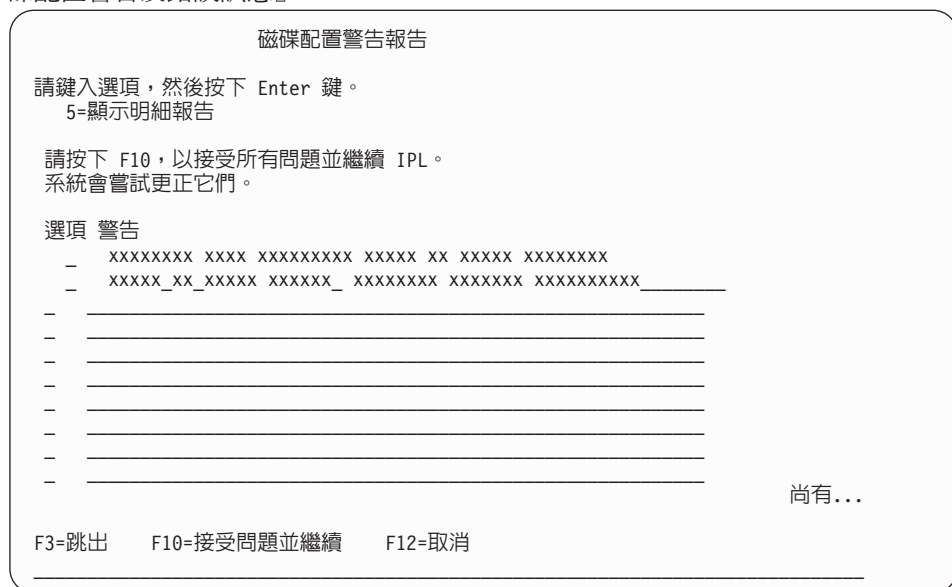 磁碟配置警告報告
請鍵入選項，然後按下 Enter 鍵。
5=顯示明細報告
請按下 F10，以接受所有問題並繼續 IPL。
系統會嘗試更正它們。
選項 警告
_ xxxxxxxx xxxx xxxxxxxxx xxxxx xx xxxxx xxxxxxxx
_ xxxxx_xx_xxxxx xxxxxx_ xxxxxxxx xxxxxxx xxxxxxxxxx________
尚有...
F3=跳出 F10=接受問題並繼續 F12=取消